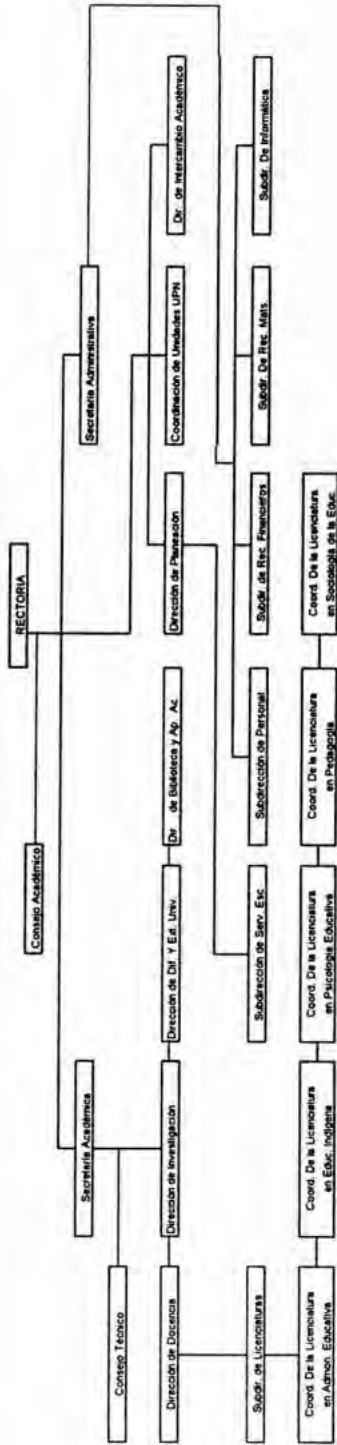 RECTORIA
Consejo Académico
Secretaría Académica
Secretaría Administrativa
Consejo Técnico
Dirección de Docencia
Dirección de Investigación
Dirección de Dif. Y Ext. Univ.
Dir. de Biblioteca y Ap. Ac.
Dirección de Planeación
Coordinación de Unidades UPN
Dir. de Intercambio Académico
Subdir. de Licenciaturas
Subdirección de Serv. Esc.
Subdirección de Personal
Subdir. de Rec. Financieros
Subdir. De Rec. Mats.
Subdir. De Informática
Coord. De la Licenciatura
en Admon. Educativa
Coord. De la Licenciatura
en Educ. Indígena
Coord. De la Licenciatura
en Psicología Educativa
Coord. De la Licenciatura
en Pedagogía
Coord. De la Licenciatura
en Sociología de la Educ.